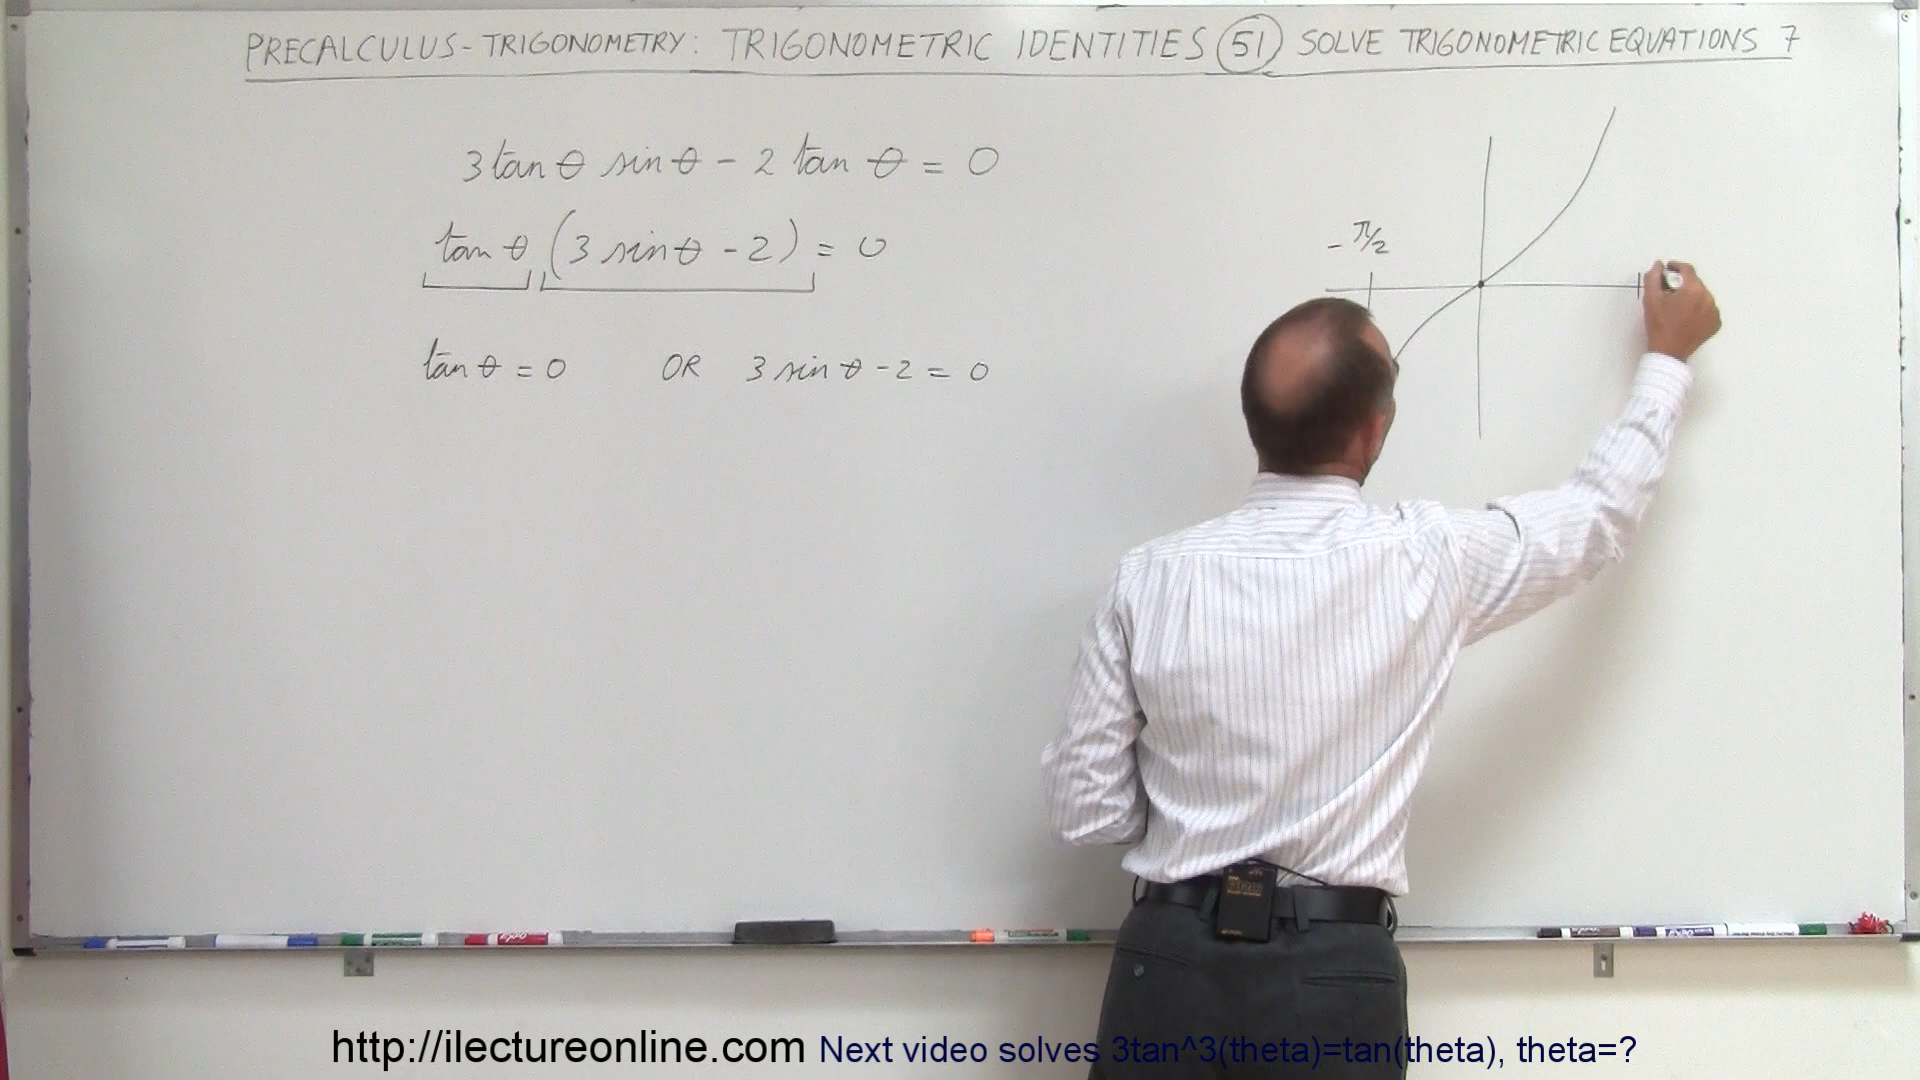 PRECALCULUS - TRIGONOMETRY: TRIGONOMETRIC IDENTITIES 51 SOLVE TRIGONOMETRIC EQUATIONS 7
3 tan θ sin θ - 2 tan θ = 0
tan θ (3 sin θ - 2) = 0
tan θ = 0 OR 3 sin θ - 2 = 0
- π/2
http://ilectureonline.com Next video solves 3tan^3(theta)=tan(theta), theta=?